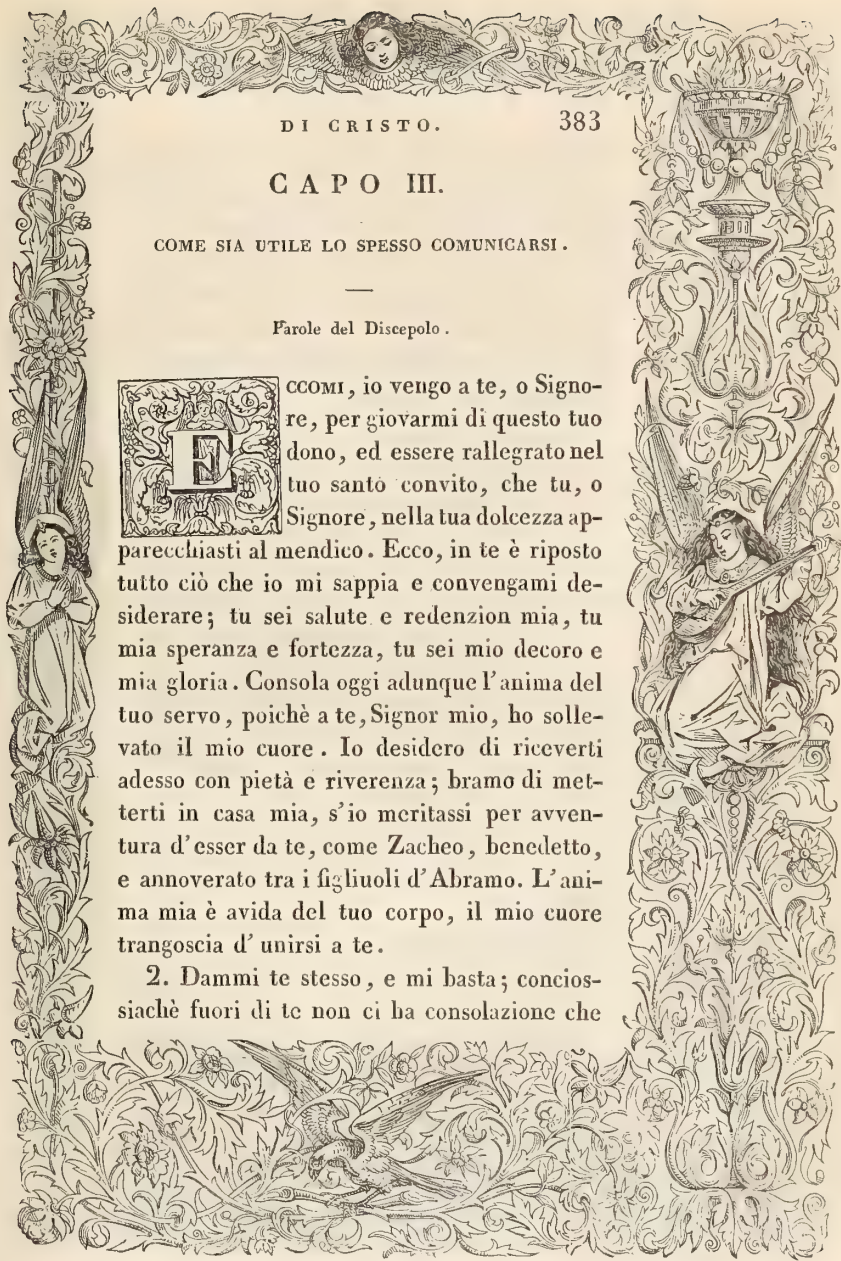 DI CRISTO. 383
CAPO III.
COME SIA UTILE LO SPESSO COMUNICARSI.
Parole del Discepolo.
ECCOMI, io vengo a te, o Signo-
re, per giovarmi di questo tuo
dono, ed essere rallegrato nel
tuo santo convito, che tu, o
Signore, nella tua dolcezza ap-
parecchiasti al mendico. Ecco, in te è riposto
tutto ciò che io mi sappia e convengami de-
siderare; tu sei salute e redenzion mia, tu
mia speranza e fortezza, tu sei mio decoro e
mia gloria. Consola oggi adunque l'anima del
tuo servo, poichè a te, Signor mio, ho solle-
vato il mio cuore. Io desidero di riceverti
adesso con pietà e riverenza; bramo di met-
terti in casa mia, s'io meritassi per avven-
tura d'esser da te, come Zacheo, benedetto,
e annoverato tra i figliuoli d'Abramo. L'ani-
ma mia è avida del tuo corpo, il mio cuore
trangoscia d'unirsi a te.
2. Dammi te stesso, e mi basta; concios-
siachè fuori di te non ci ha consolazione che